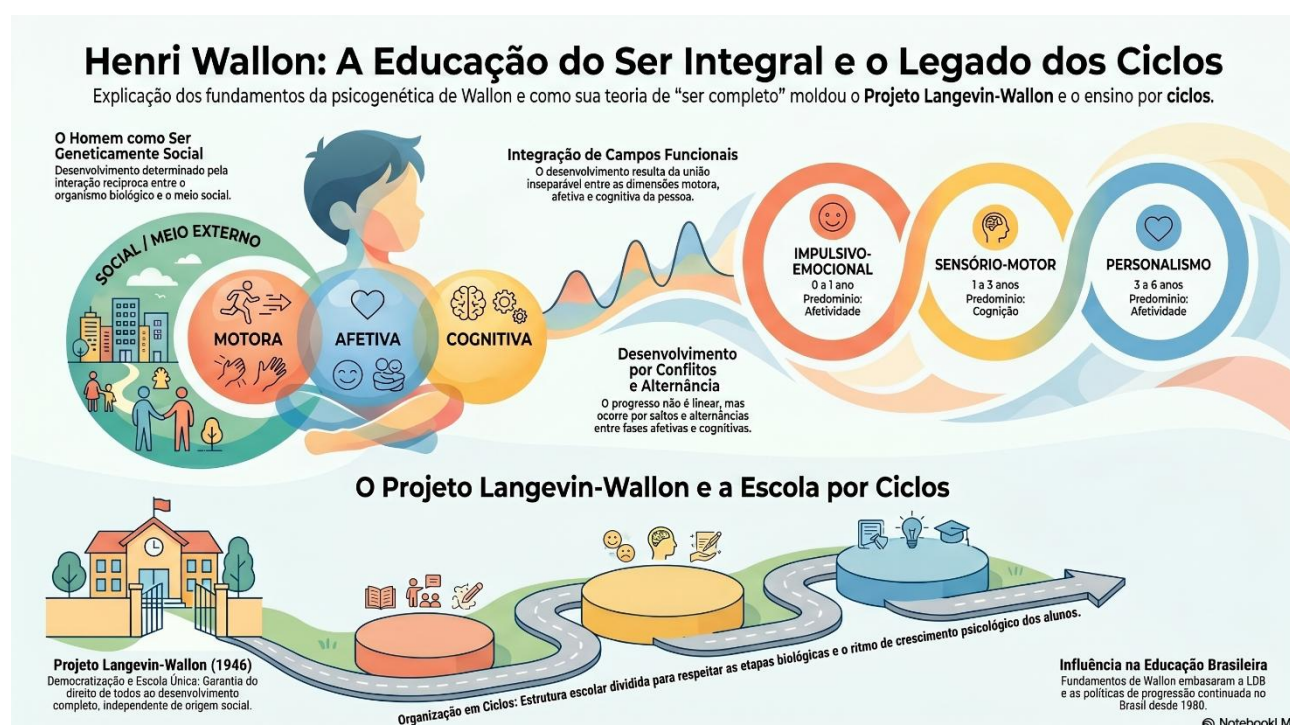 Henri Wallon: A Educação do Ser Integral e o Legado dos Ciclos
Explicação dos fundamentos da psicogenética de Wallon e como sua teoria de “ser completo” moldou o Projeto Langevin-Wallon e o ensino por ciclos.
O Homem como Ser
Geneticamente Social
Desenvolvimento determinado pela
interação reciproca entre o
organismo biológico e o meio social.
SOCIAL / MEIO EXTERNO
MOTORA
AFETIVA
COGNITIVA
Integração de Campos Funcionais
O desenvolvimento resulta da união
inseparável entre as dimensões motora,
afetiva e cognitiva da pessoa.
Desenvolvimento
por Conflitos
e Alternância
O progresso não é linear, mas
ocorre por saltos e alternâncias
entre fases afetivas e cognitivas.
IMPULSIVO-
EMOCIONAL
0 a 1 ano
Predominio:
Afetividade
SENSÓRIO-MOTOR
1 a 3 anos
Predominio:
Cognição
PERSONALISMO
3 a 6 anos
Predominio:
Afetividade
O Projeto Langevin-Wallon e a Escola por Ciclos
Projeto Langevin-Wallon (1946)
Democratização e Escola Única: Garantia do
direito de todos ao desenvolvimento
completo, independente de origem social.
Organização em Ciclos: Estrutura escolar dividida para respeitar as etapas biológicas e o ritmo de crescimento psicológico dos alunos.
Influência na Educação Brasileira
Fundamentos de Wallon embasaram a LDB
e as políticas de progressão continuada no
Brasil desde 1980.
NotebookLM